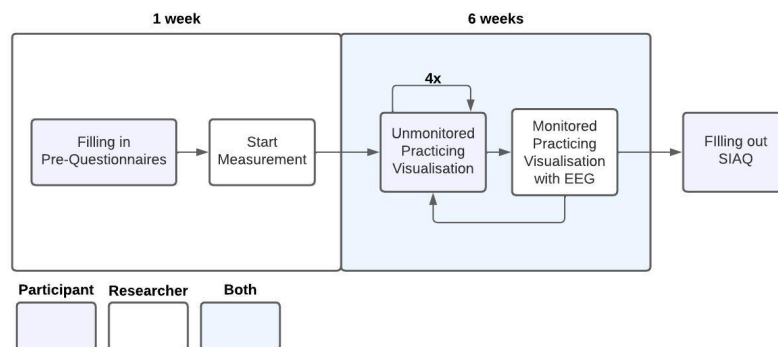 1 week
6 weeks
4x
Filling in
Pre-Questionnaires
Start
Measurement
Unmonitored
Practicing
Visualisation
Monitored
Practicing
Visualisation
with EEG
FIlling out
SIAQ
Participant
Researcher
Both